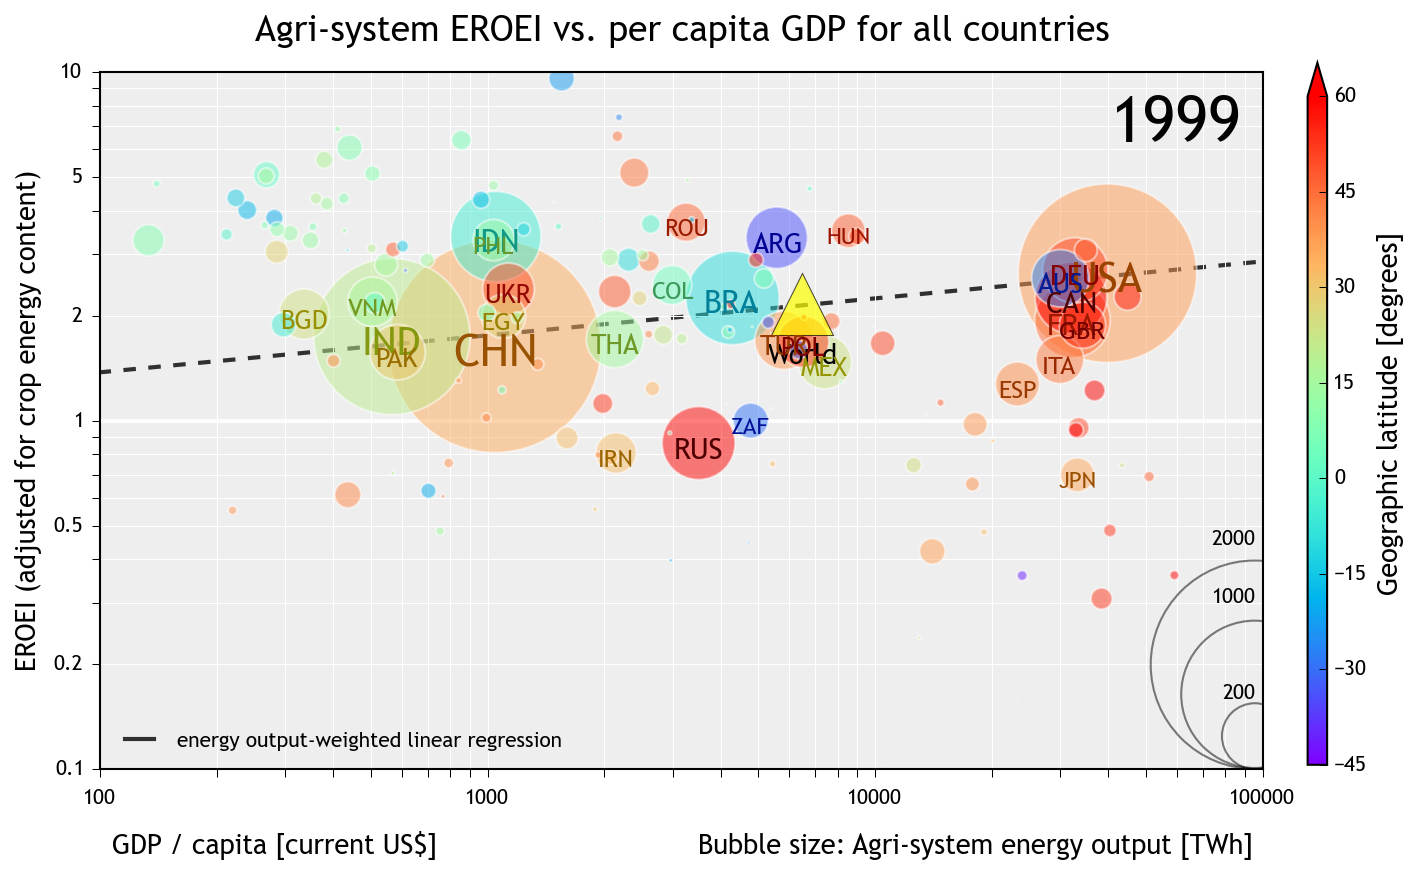 Agri-system EROEI vs. per capita GDP for all countries
1999
EROEI (adjusted for crop energy content)
10
5
2
1
0.5
0.2
0.1
ROU
ARG
HUN
IDN
PHL
UKR
COL
BRA
DEU
USA
AUS
CAN
FRA
GBR
BGD
VNM
EGY
IND
PAK
CHN
THA
POL
World
MEX
ITA
ESP
ZAF
RUS
IRN
JPN
2000
1000
200
energy output-weighted linear regression
100
1000
10000
100000
GDP / capita [current US$]
Bubble size: Agri-system energy output [TWh]
60
45
30
15
0
−15
−30
−45
Geographic latitude [degrees]